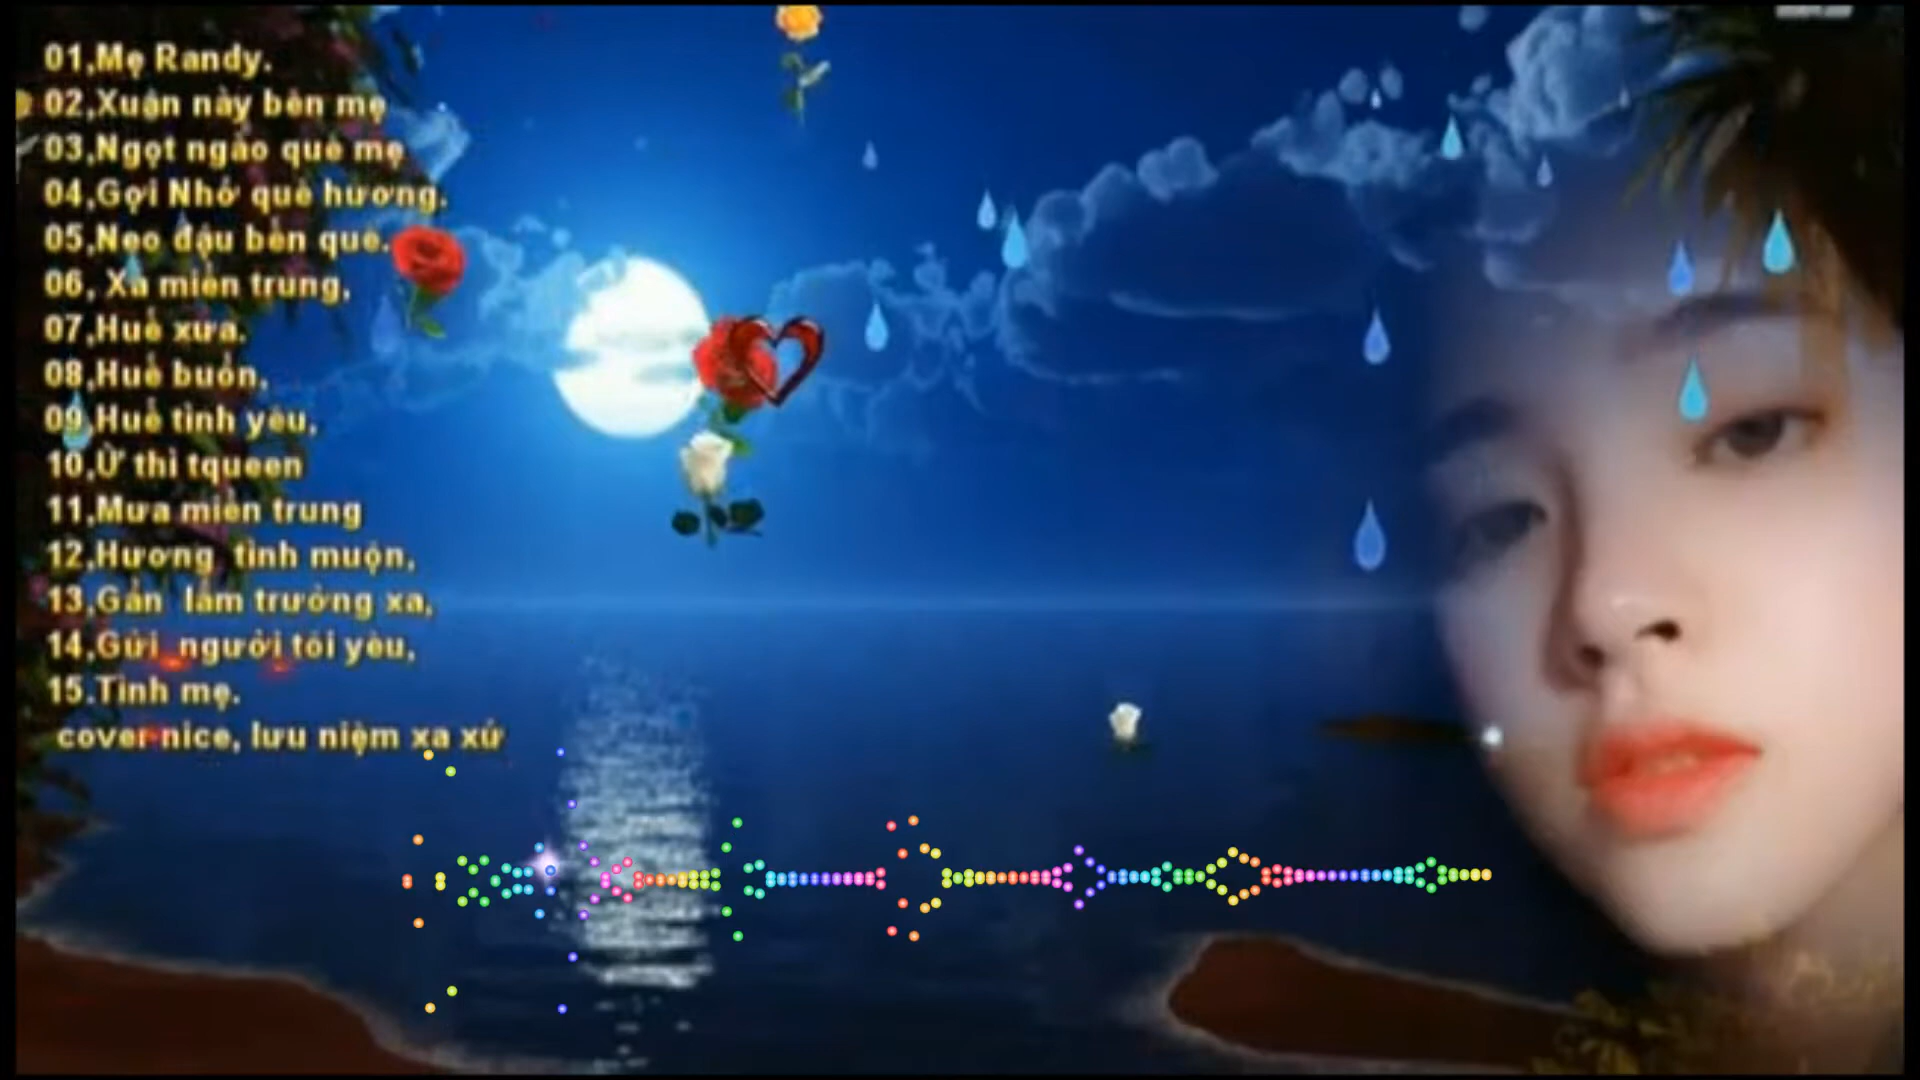 01,Mẹ Randy.
02,Xuân này bên mẹ
03,Ngọt ngào quê mẹ
04,Gợi Nhớ quê hương.
05,Neo đậu bến quê.
06, Xa miền trung,
07,Huế xưa.
08,Huế buồn,
09,Huế tình yêu,
10,Ừ thì tqueen
11,Mưa miền trung
12,Hương tình muộn,
13,Gần lắm trường xa,
14,Gửi người tôi yêu,
15.Tình mẹ.
cover nice, lưu niệm xa xứ